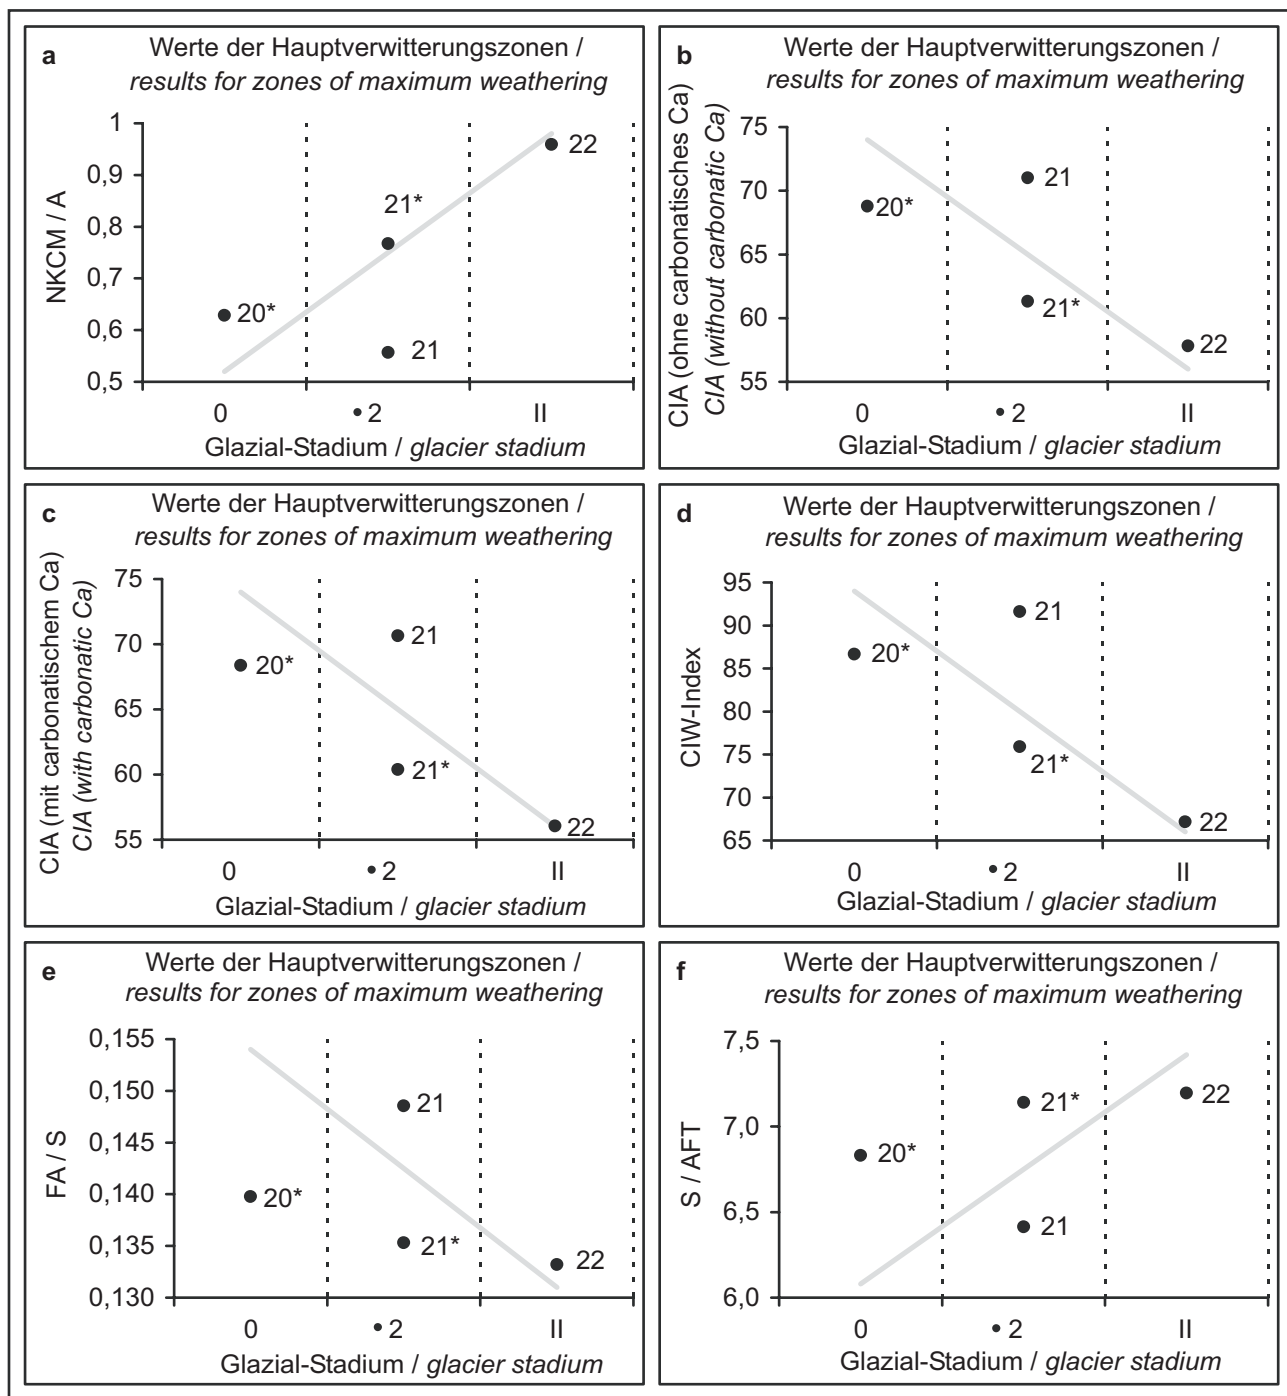 a
Werte der Hauptverwitterungszonen /
results for zones of maximum weathering
NKCM / A
1
0,9
0,8
0,7
0,6
0,5
20*
21*
21
22
0 •2 II
Glazial-Stadium / glacier stadium
b
Werte der Hauptverwitterungszonen /
results for zones of maximum weathering
CIA (ohne carbonatisches Ca)
CIA (without carbonatic Ca)
75
70
65
60
55
20*
21
21*
22
0 •2 II
Glazial-Stadium / glacier stadium
c
Werte der Hauptverwitterungszonen /
results for zones of maximum weathering
CIA (mit carbonatischem Ca)
CIA (with carbonatic Ca)
75
70
65
60
55
20*
21
21*
22
0 •2 II
Glazial-Stadium / glacier stadium
d
Werte der Hauptverwitterungszonen /
results for zones of maximum weathering
CIW-Index
95
90
85
80
75
70
65
20*
21
21*
22
0 •2 II
Glazial-Stadium / glacier stadium
e
Werte der Hauptverwitterungszonen /
results for zones of maximum weathering
FA / S
0,155
0,150
0,145
0,140
0,135
0,130
20*
21
21*
22
0 •2 II
Glazial-Stadium / glacier stadium
f
Werte der Hauptverwitterungszonen /
results for zones of maximum weathering
S / AFT
7,5
7,0
6,5
6,0
20*
21*
21
22
0 •2 II
Glazial-Stadium / glacier stadium